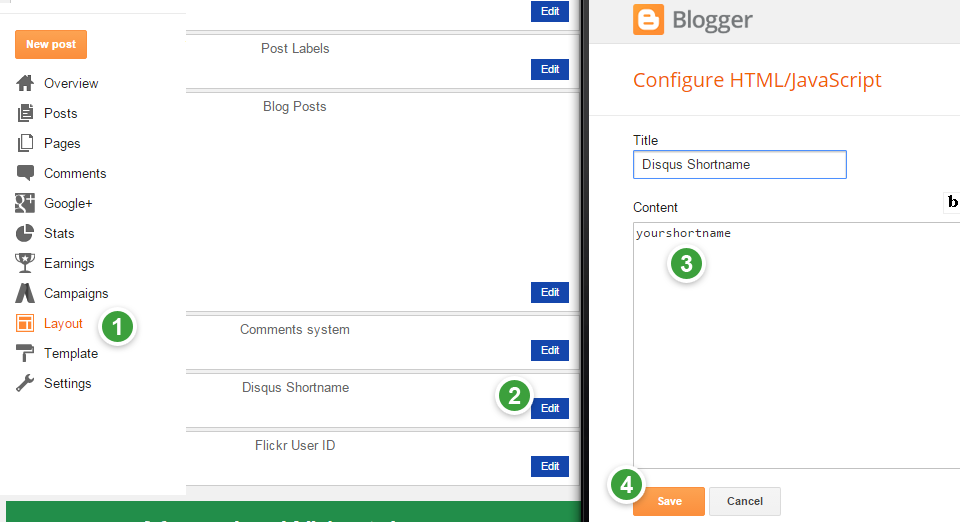 New post
Overview
Posts
Pages
Comments
Google+
Stats
Earnings
Campaigns
Layout
1
Template
Settings
Edit
Post Labels
Edit
Blog Posts
Edit
Comments system
Edit
Disqus Shortname
2
Edit
Flickr User ID
Edit
Blogger
Configure HTML/JavaScript
Title
Disqus Shortname
Content
b
yourshortname
3
4
Save
Cancel